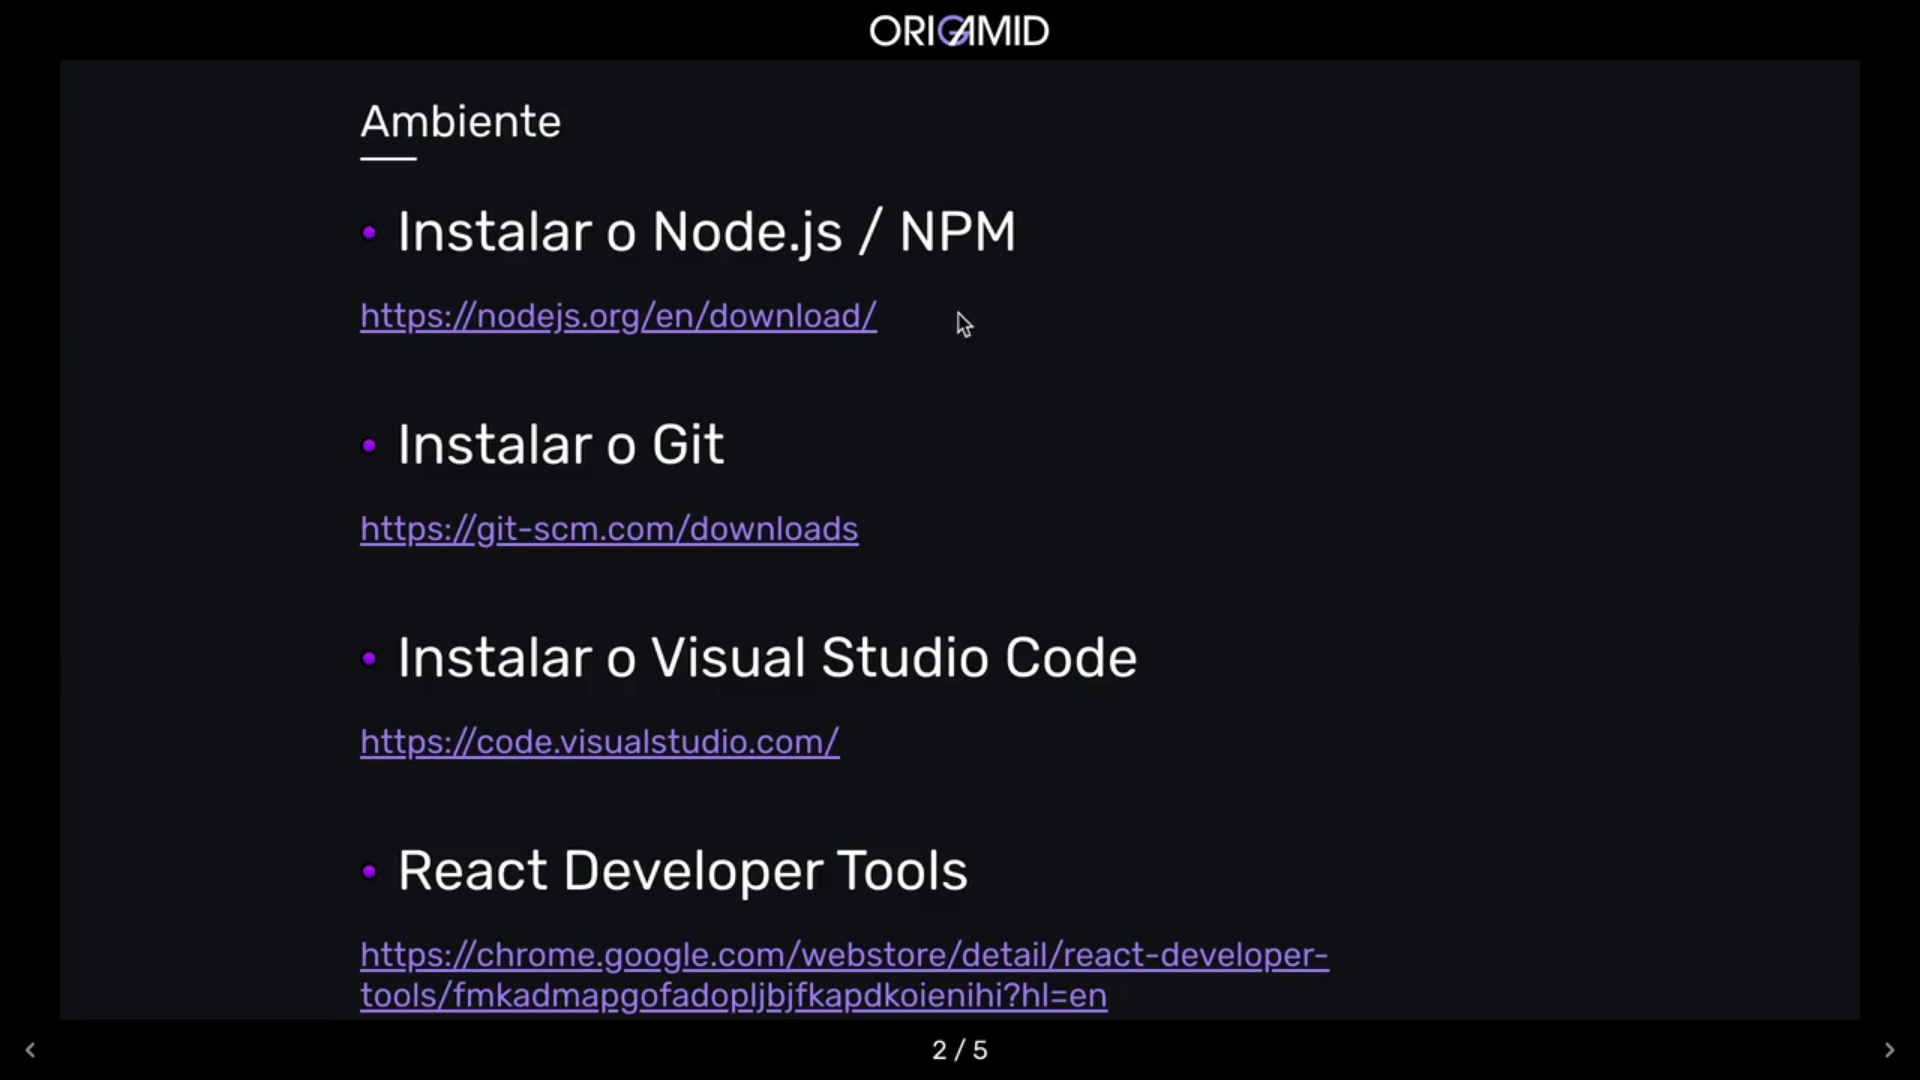 ORIGAMID
Ambiente
• Instalar o Node.js / NPM
https://nodejs.org/en/download/
• Instalar o Git
https://git-scm.com/downloads
• Instalar o Visual Studio Code
https://code.visualstudio.com/
• React Developer Tools
https://chrome.google.com/webstore/detail/react-developer-
tools/fmkadmapgofadopljbjfkapdkoienihi?hl=en
2 / 5